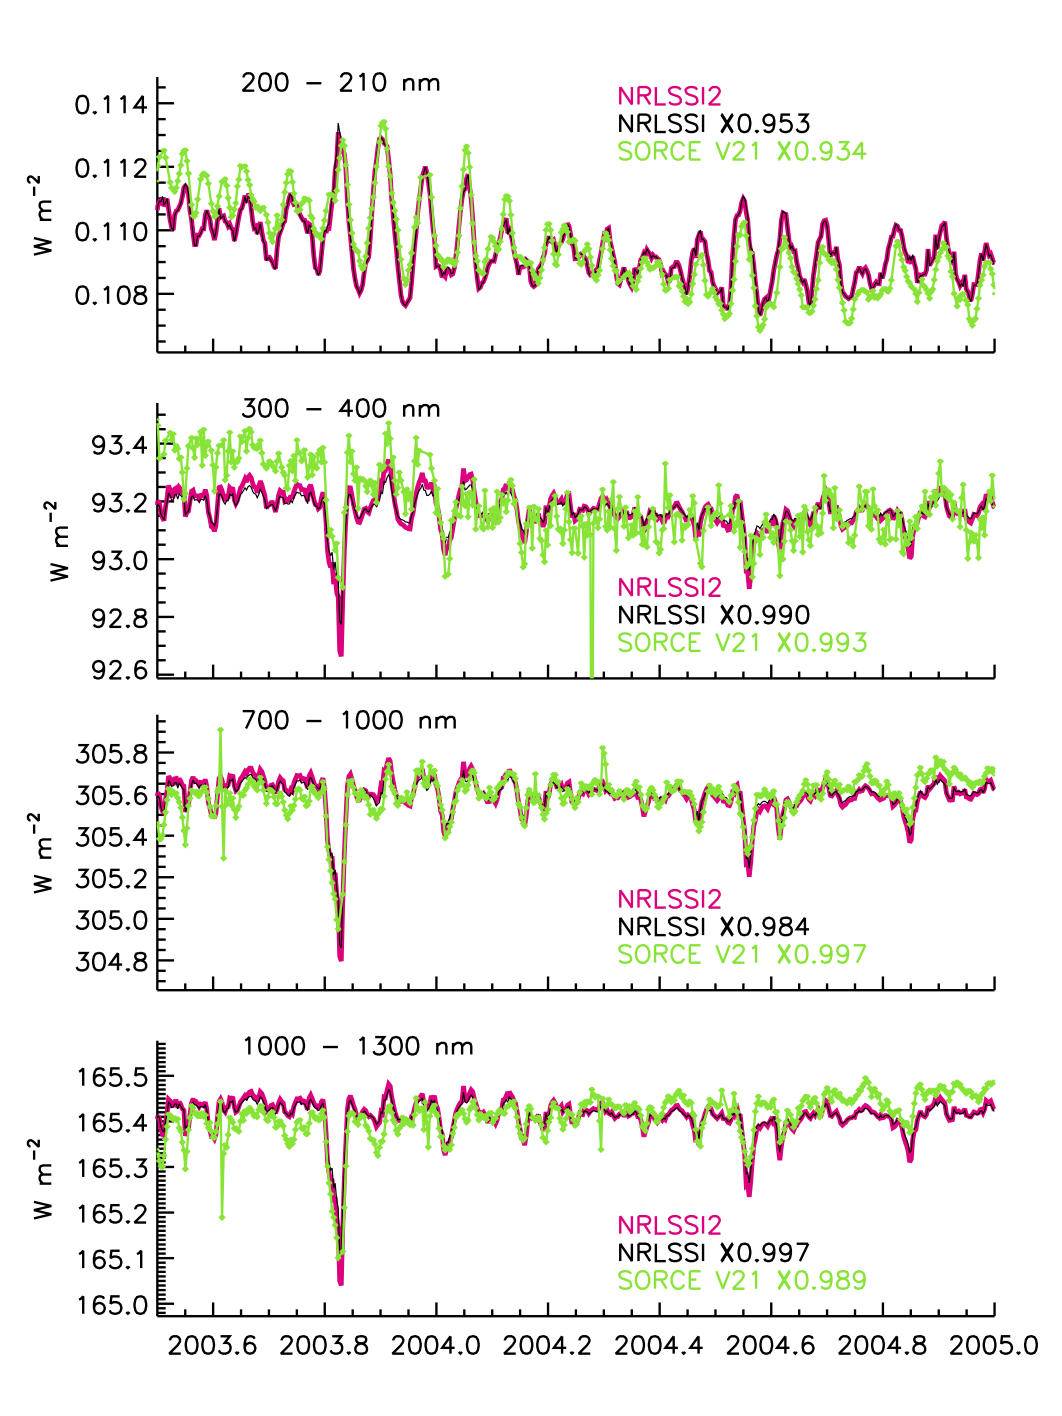 200 − 210 nm
NRLSSI2
NRLSSI X0.953
SORCE V21 X0.934
0.114
0.112
0.110
0.108
W m−2
300 − 400 nm
93.4
93.2
93.0
92.8
92.6
W m−2
NRLSSI2
NRLSSI X0.990
SORCE V21 X0.993
700 − 1000 nm
305.8
305.6
305.4
305.2
305.0
304.8
W m−2
NRLSSI2
NRLSSI X0.984
SORCE V21 X0.997
1000 − 1300 nm
165.5
165.4
165.3
165.2
165.1
165.0
W m−2
NRLSSI2
NRLSSI X0.997
SORCE V21 X0.989
2003.6 2003.8 2004.0 2004.2 2004.4 2004.6 2004.8 2005.0